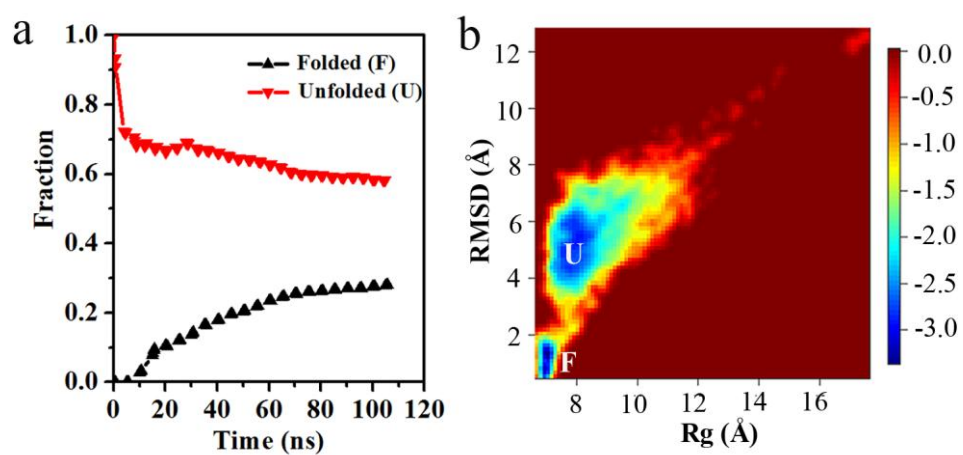 a
1.0
0.8
0.6
0.4
0.2
0.0
Fraction
Folded (F)
Unfolded (U)
0 20 40 60 80 100 120
Time (ns)
b
12
10
8
6
4
2
RMSD (Å)
U
F
8 10 12 14 16
Rg (Å)
0.0
-0.5
-1.0
-1.5
-2.0
-2.5
-3.0